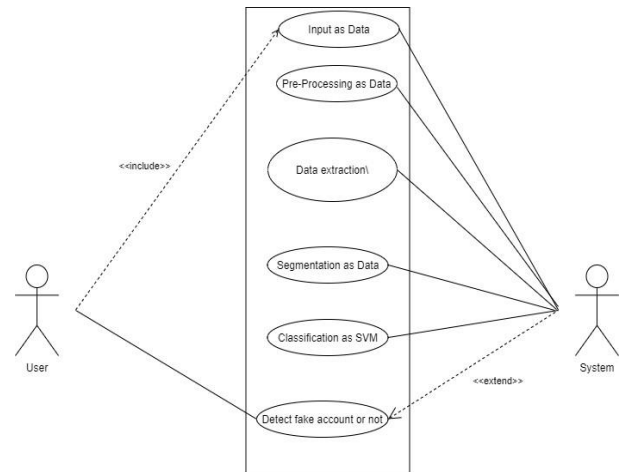 Input as Data
Pre-Processing as Data
<<include>>
Data extraction\
Segmentation as Data
Classification as SVM
User
System
<<extend>>
Detect fake account or not